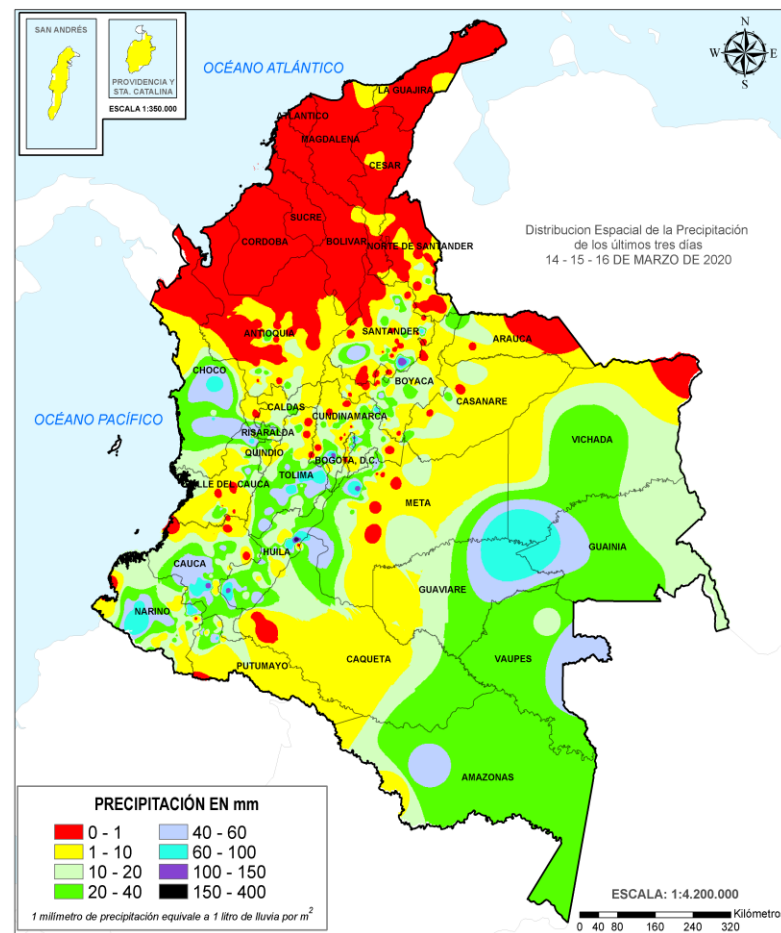 SAN ANDRÉS
PROVIDENCIA Y
STA. CATALINA
ESCALA 1:350.000
OCÉANO ATLÁNTICO
N
W
E
S
LA GUAJIRA
ATLANTICO
MAGDALENA
CESAR
SUCRE
CORDOBA
BOLIVAR
NORTE DE SANTANDER
Distribucion Espacial de la Precipitación
de los últimos tres días
14 - 15 - 16 DE MARZO DE 2020
ANTIOQUIA
SANTANDER
ARAUCA
CHOCO
BOYACA
CASANARE
OCÉANO PACÍFICO
CALDAS
CUNDINAMARCA
RISARALDA
VICHADA
QUINDIO
BOGOTA, D.C.
TOLIMA
VALLE DEL CAUCA
META
HUILA
GUAINIA
CAUCA
GUAVIARE
NARINO
VAUPES
PUTUMAYO
CAQUETA
AMAZONAS
PRECIPITACIÓN EN mm
0 - 1
40 - 60
1 - 10
60 - 100
10 - 20
100 - 150
20 - 40
150 - 400
1 milímetro de precipitación equivale a 1 litro de lluvia por m²
ESCALA: 1:4.200.000
Kilómetro
0 40 80 160 240 320